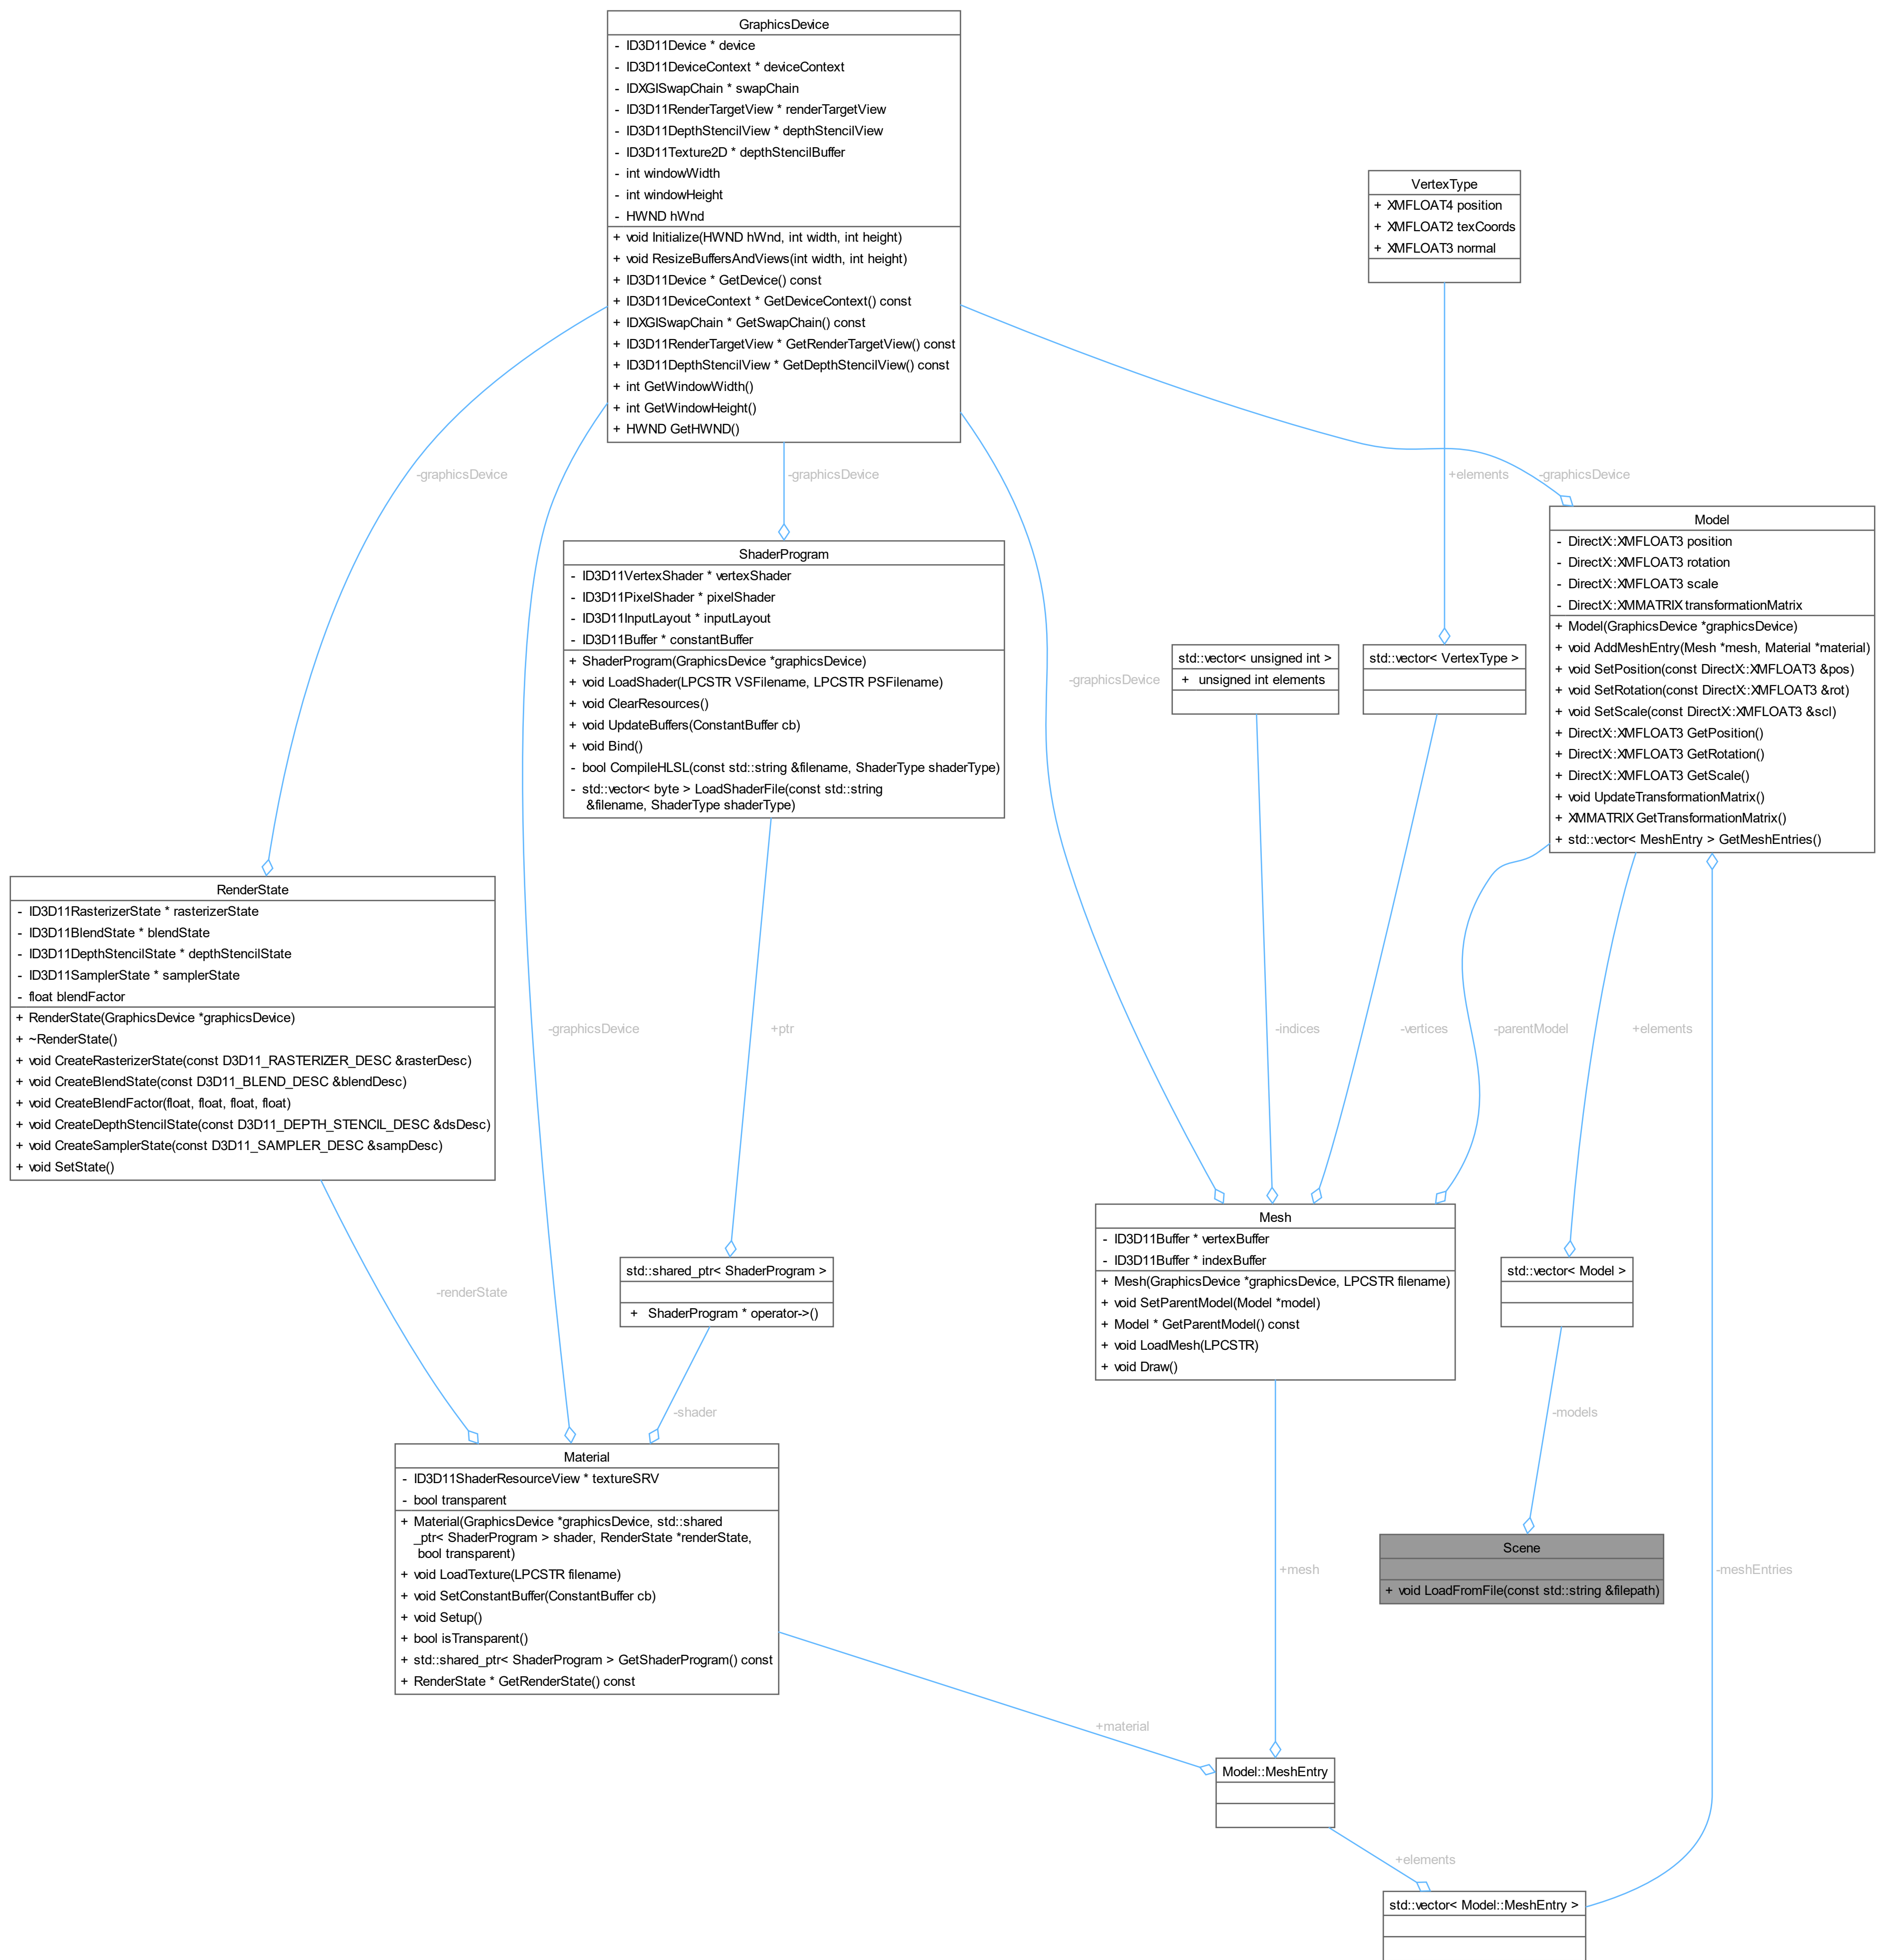 GraphicsDevice
- ID3D11Device * device
- ID3D11DeviceContext * deviceContext
- IDXGISwapChain * swapChain
- ID3D11RenderTargetView * renderTargetView
- ID3D11DepthStencilView * depthStencilView
- ID3D11Texture2D * depthStencilBuffer
- int windowWidth
- int windowHeight
- HWND hWnd
+ void Initialize(HWND hWnd, int width, int height)
+ void ResizeBuffersAndViews(int width, int height)
+ ID3D11Device * GetDevice() const
+ ID3D11DeviceContext * GetDeviceContext() const
+ IDXGISwapChain * GetSwapChain() const
+ ID3D11RenderTargetView * GetRenderTargetView() const
+ ID3D11DepthStencilView * GetDepthStencilView() const
+ int GetWindowWidth()
+ int GetWindowHeight()
+ HWND GetHWND()
VertexType
+ XMFLOAT4 position
+ XMFLOAT2 texCoords
+ XMFLOAT3 normal
-graphicsDevice
-graphicsDevice
+elements
-graphicsDevice
ShaderProgram
- ID3D11VertexShader * vertexShader
- ID3D11PixelShader * pixelShader
- ID3D11InputLayout * inputLayout
- ID3D11Buffer * constantBuffer
+ ShaderProgram(GraphicsDevice *graphicsDevice)
+ void LoadShader(LPCSTR VSFilename, LPCSTR PSFilename)
+ void ClearResources()
+ void UpdateBuffers(ConstantBuffer cb)
+ void Bind()
- bool CompileHLSL(const std::string &filename, ShaderType shaderType)
- std::vector< byte > LoadShaderFile(const std::string
&filename, ShaderType shaderType)
-graphicsDevice
std::vector< unsigned int >
+ unsigned int elements
std::vector< VertexType >
Model
- DirectX::XMFLOAT3 position
- DirectX::XMFLOAT3 rotation
- DirectX::XMFLOAT3 scale
- DirectX::XMMATRIX transformationMatrix
+ Model(GraphicsDevice *graphicsDevice)
+ void AddMeshEntry(Mesh *mesh, Material *material)
+ void SetPosition(const DirectX::XMFLOAT3 &pos)
+ void SetRotation(const DirectX::XMFLOAT3 &rot)
+ void SetScale(const DirectX::XMFLOAT3 &scl)
+ DirectX::XMFLOAT3 GetPosition()
+ DirectX::XMFLOAT3 GetRotation()
+ DirectX::XMFLOAT3 GetScale()
+ void UpdateTransformationMatrix()
+ XMMATRIX GetTransformationMatrix()
+ std::vector< MeshEntry > GetMeshEntries()
RenderState
- ID3D11RasterizerState * rasterizerState
- ID3D11BlendState * blendState
- ID3D11DepthStencilState * depthStencilState
- ID3D11SamplerState * samplerState
- float blendFactor
+ RenderState(GraphicsDevice *graphicsDevice)
+ ~RenderState()
+ void CreateRasterizerState(const D3D11_RASTERIZER_DESC &rasterDesc)
+ void CreateBlendState(const D3D11_BLEND_DESC &blendDesc)
+ void CreateBlendFactor(float, float, float, float)
+ void CreateDepthStencilState(const D3D11_DEPTH_STENCIL_DESC &dsDesc)
+ void CreateSamplerState(const D3D11_SAMPLER_DESC &sampDesc)
+ void SetState()
-graphicsDevice
+ptr
-indices
-vertices
-parentModel
+elements
Mesh
- ID3D11Buffer * vertexBuffer
- ID3D11Buffer * indexBuffer
+ Mesh(GraphicsDevice *graphicsDevice, LPCSTR filename)
+ void SetParentModel(Model *model)
+ Model * GetParentModel() const
+ void LoadMesh(LPCSTR)
+ void Draw()
-renderState
std::shared_ptr< ShaderProgram >
+ ShaderProgram * operator->()
std::vector< Model >
-shader
-models
Material
- ID3D11ShaderResourceView * textureSRV
- bool transparent
+ Material(GraphicsDevice *graphicsDevice, std::shared
_ptr< ShaderProgram > shader, RenderState *renderState,
bool transparent)
+ void LoadTexture(LPCSTR filename)
+ void SetConstantBuffer(ConstantBuffer cb)
+ void Setup()
+ bool isTransparent()
+ std::shared_ptr< ShaderProgram > GetShaderProgram() const
+ RenderState * GetRenderState() const
Scene
+ void LoadFromFile(const std::string &filepath)
+mesh
-meshEntries
+material
Model::MeshEntry
+elements
std::vector< Model::MeshEntry >